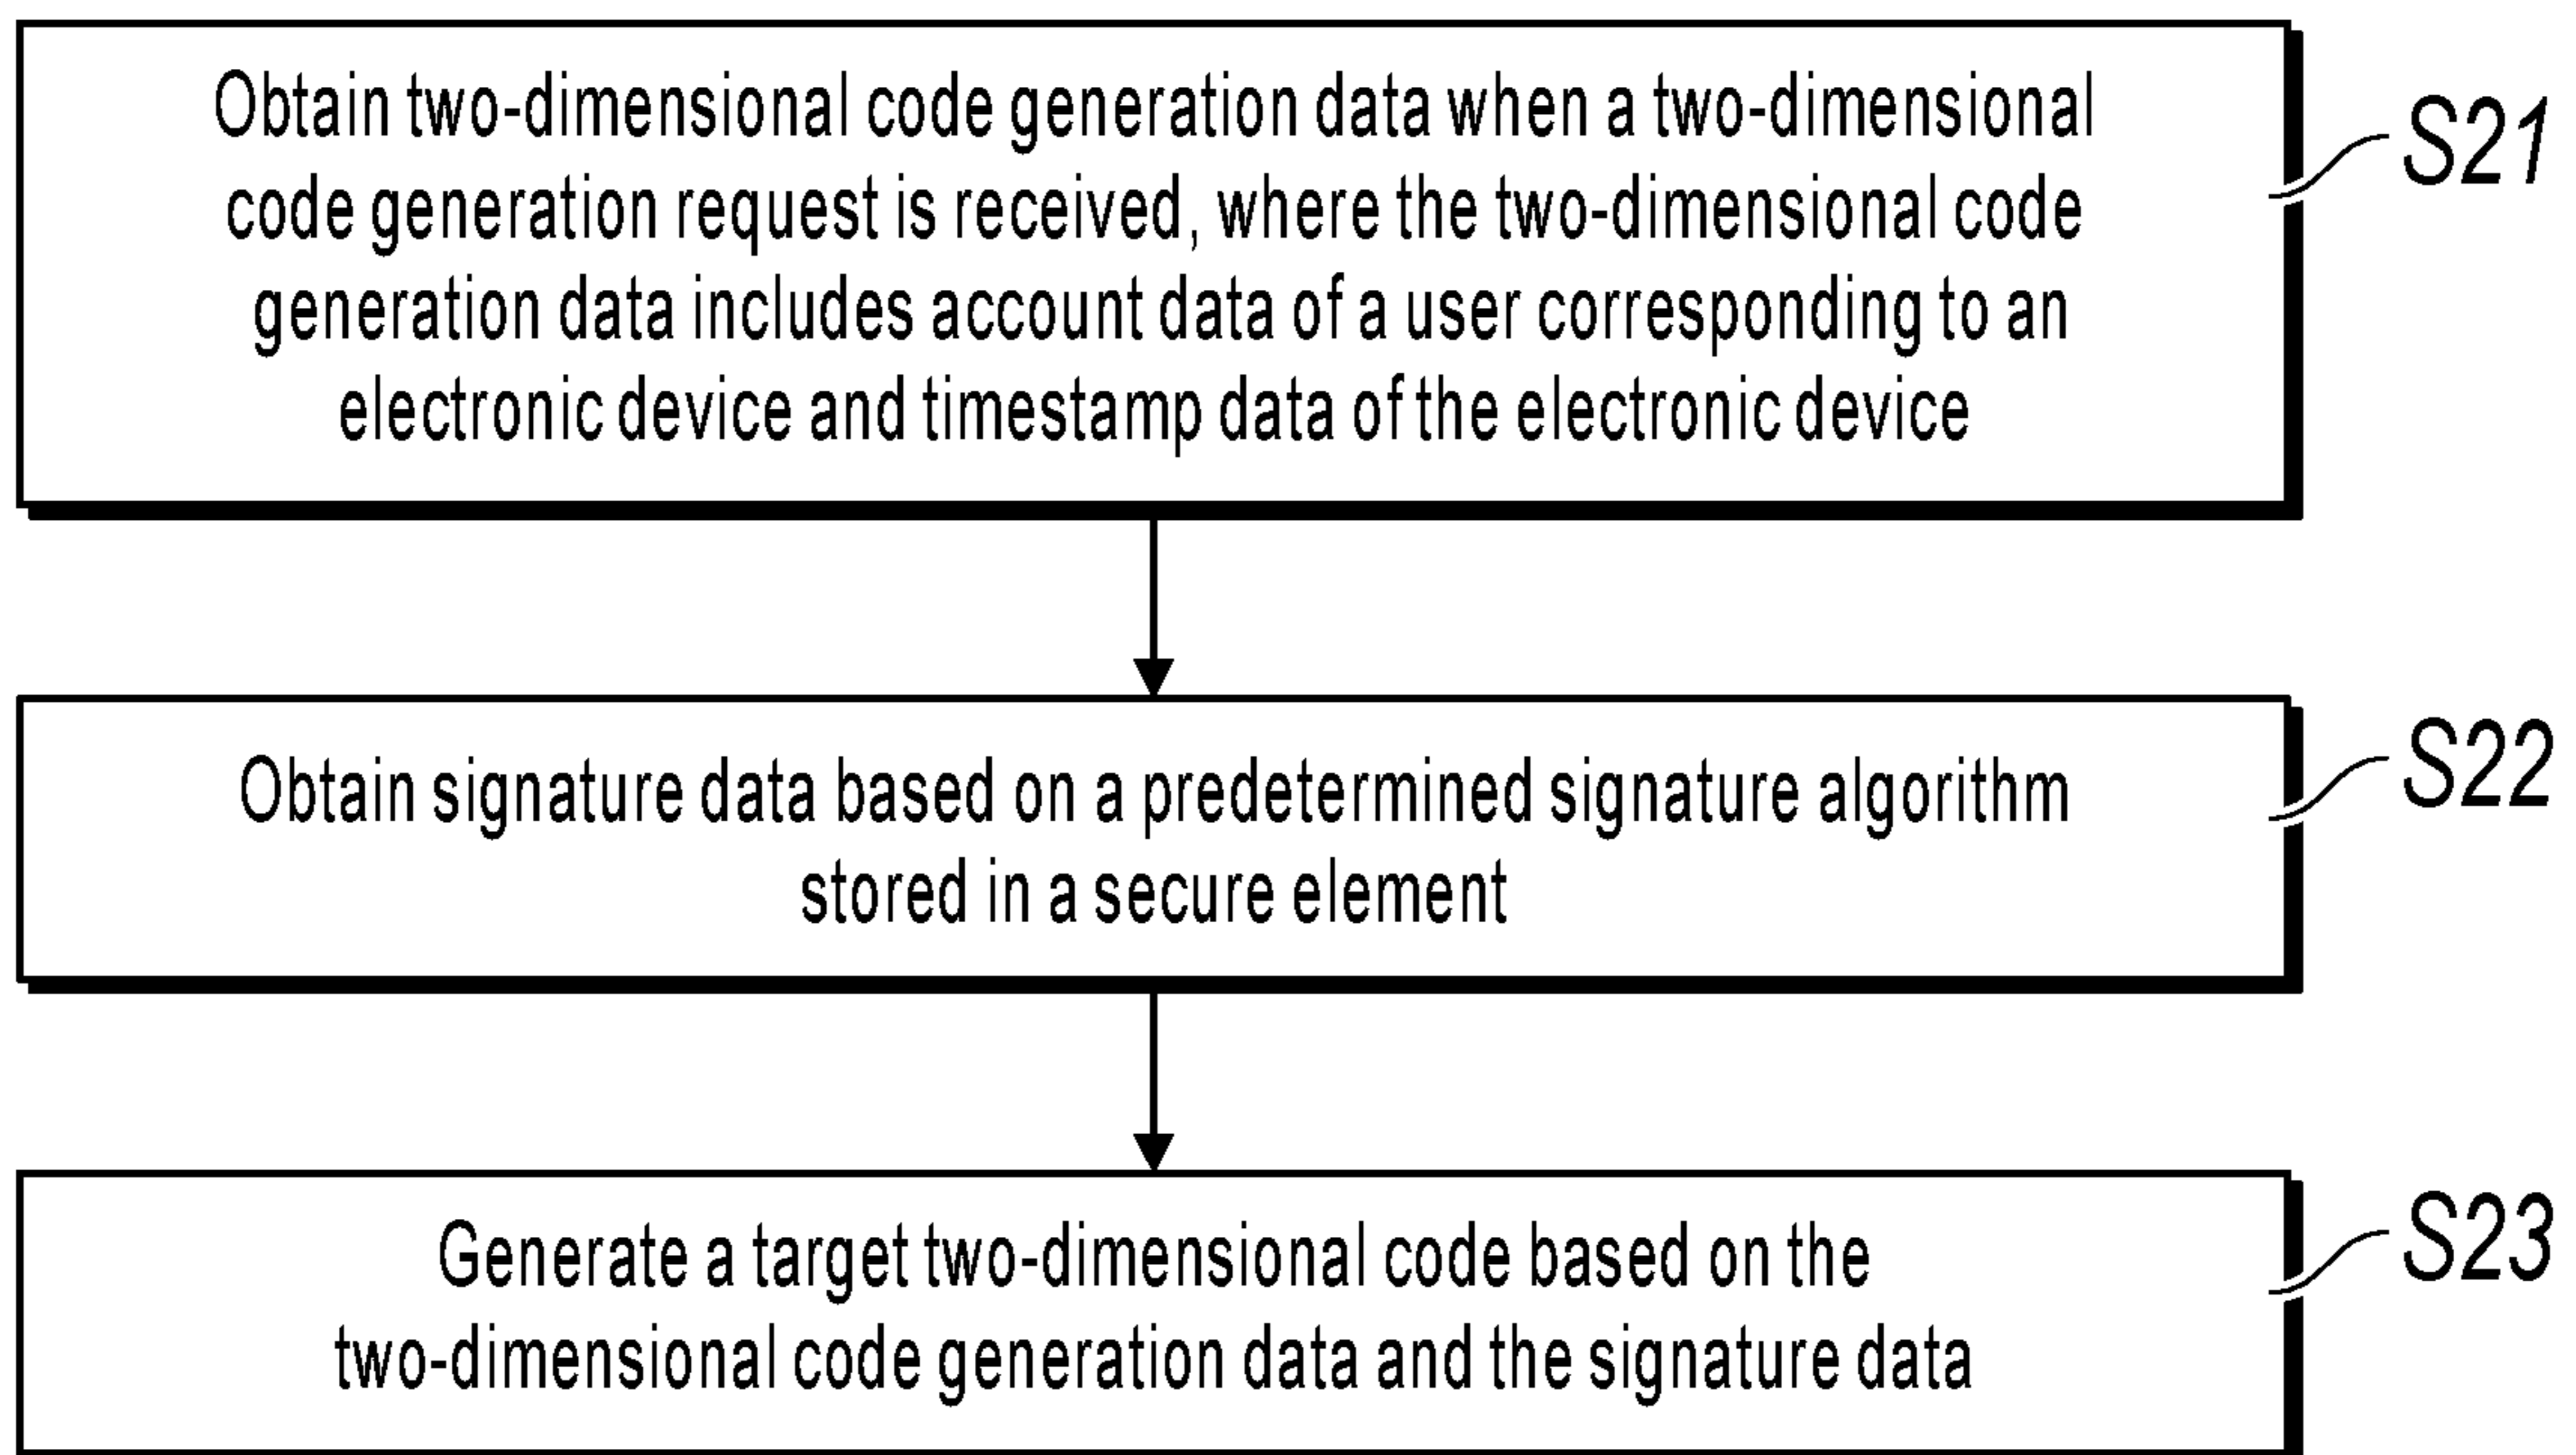 Obtain two-dimensional code generation data when a two-dimensional
code generation request is received, where the two-dimensional code
generation data includes account data of a user corresponding to an
electronic device and timestamp data of the electronic device
S21
Obtain signature data based on a predetermined signature algorithm
stored in a secure element
S22
Generate a target two-dimensional code based on the
two-dimensional code generation data and the signature data
S23